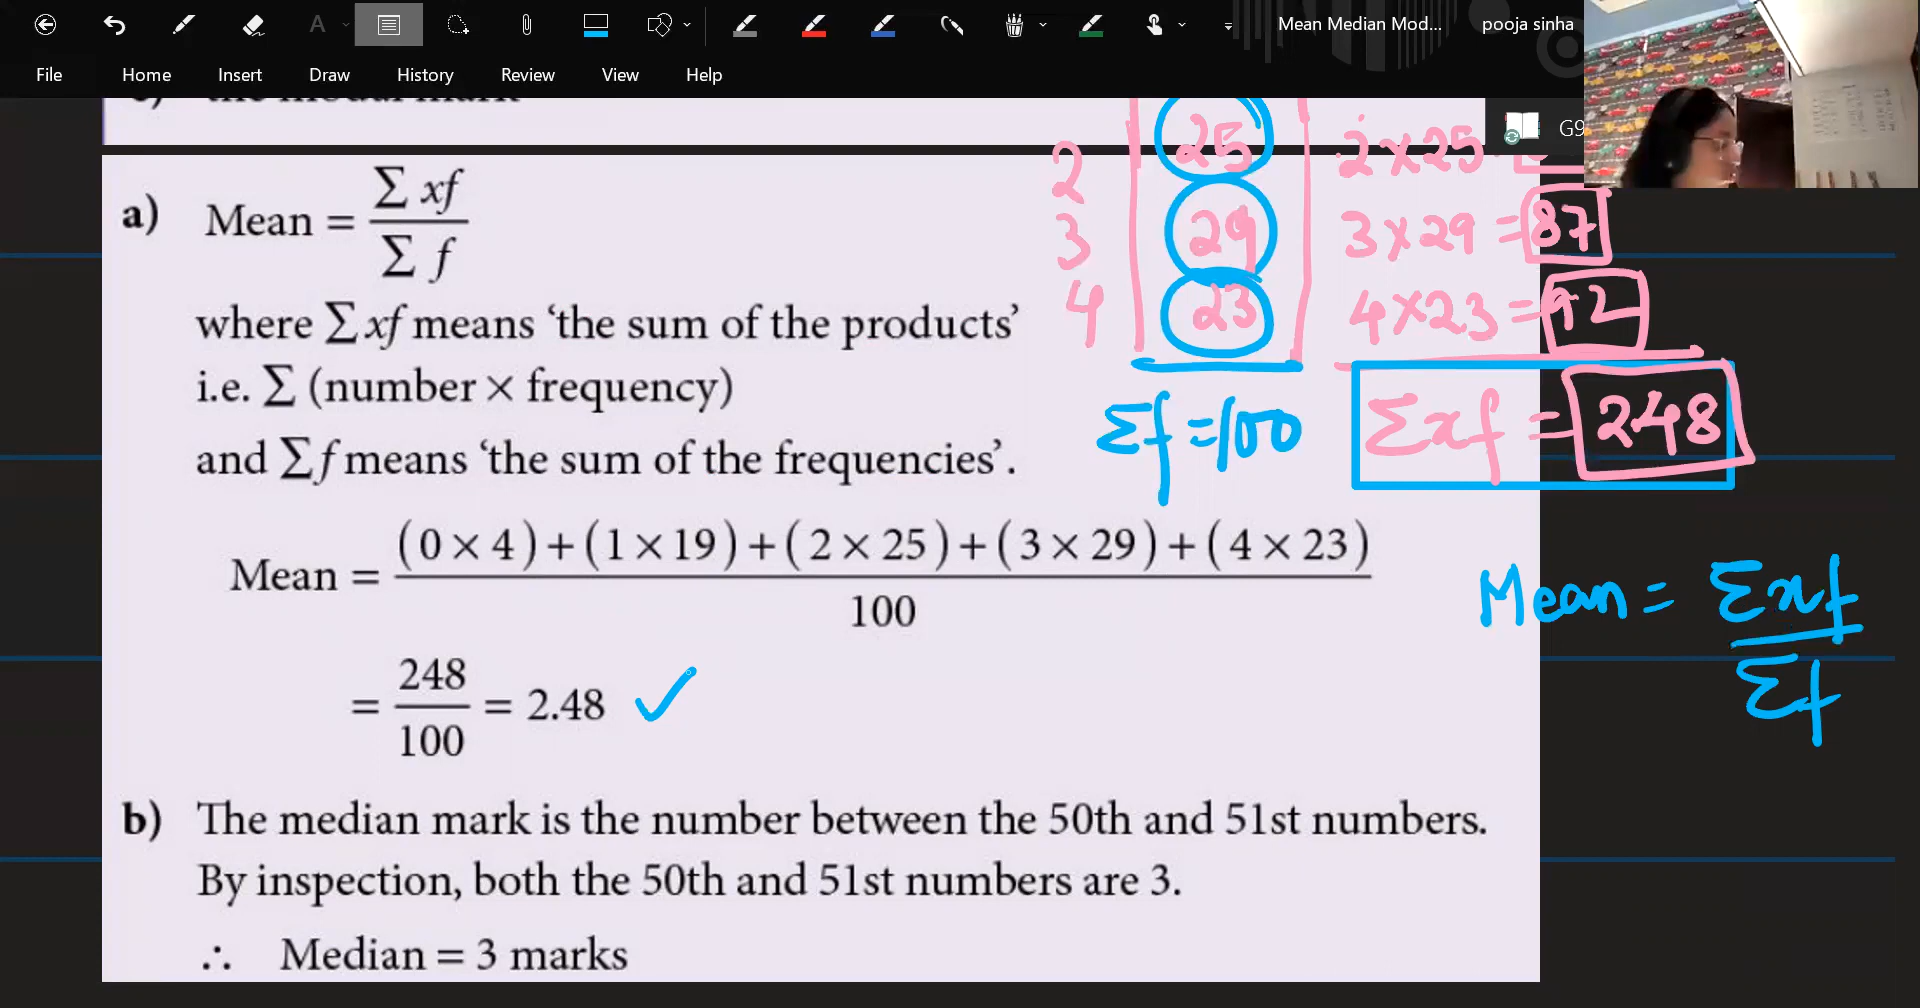 Mean Median Mod... pooja sinha
File Home Insert Draw History Review View Help
G9
a) Mean = ∑ xf / ∑ f
where ∑ xf means ‘the sum of the products’
i.e. ∑ (number × frequency)
and ∑ f means ‘the sum of the frequencies’.
Mean = (0 × 4) + (1 × 19) + (2 × 25) + (3 × 29) + (4 × 23) / 100
= 248 / 100 = 2.48
b) The median mark is the number between the 50th and 51st numbers.
By inspection, both the 50th and 51st numbers are 3.
∴ Median = 3 marks
2 25 2×25
3 29 3×29 = 87
4 23 4×23 = 92
Σf = 100 Σxf = 248
Mean = Σxf / Σf